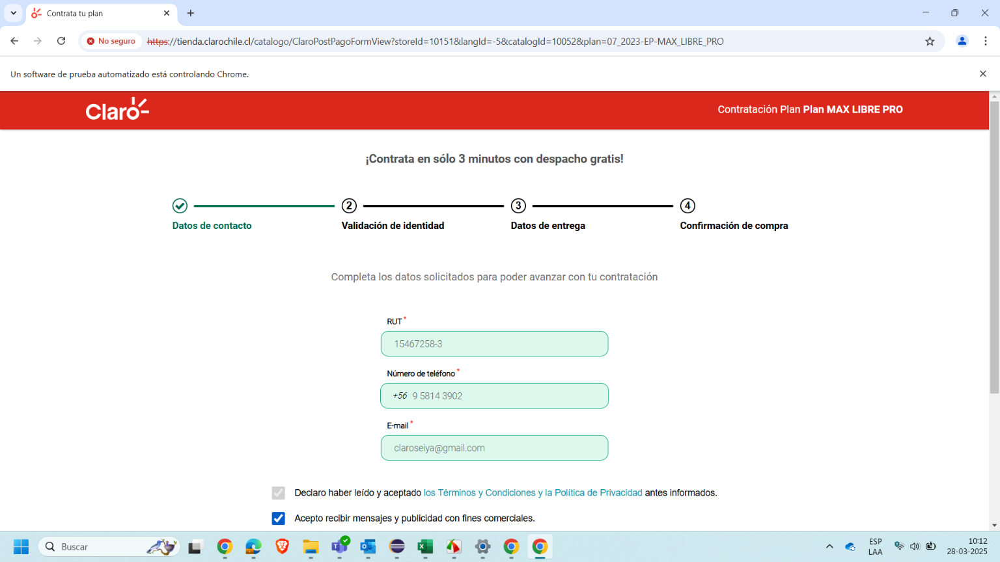 Contrata tu plan
No seguro
https://tienda.clarochile.cl/catalogo/ClaroPostPagoFormView?storeId=10151&langId=-5&catalogId=10052&plan=07_2023-EP-MAX_LIBRE_PRO
Un software de prueba automatizado está controlando Chrome.
Claro
Contratación Plan Plan MAX LIBRE PRO
¡Contrata en sólo 3 minutos con despacho gratis!
2
3
4
Datos de contacto
Validación de identidad
Datos de entrega
Confirmación de compra
Completa los datos solicitados para poder avanzar con tu contratación
RUT *
15467258-3
Número de teléfono *
+56 9 5814 3902
E-mail *
claroseiya@gmail.com
Declaro haber leído y aceptado los Términos y Condiciones y la Política de Privacidad antes informados.
Acepto recibir mensajes y publicidad con fines comerciales.
Buscar
ESP
LAA
10:12
28-03-2025